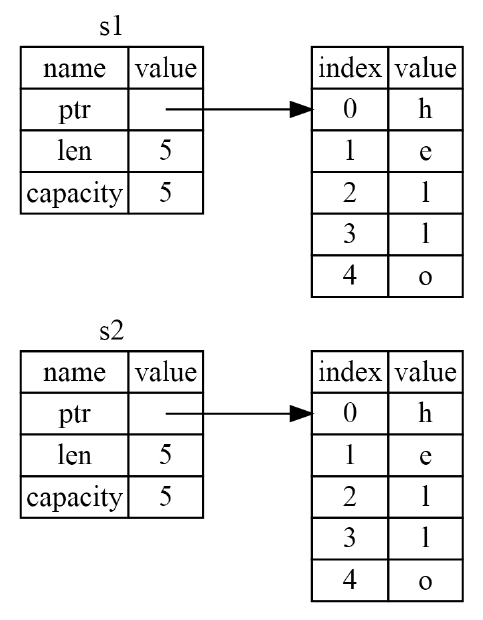 s1
name value index value
ptr 0 h
len 5 1 e
capacity 5 2 l
3 l
4 o
s2
name value index value
ptr 0 h
len 5 1 e
capacity 5 2 l
3 l
4 o